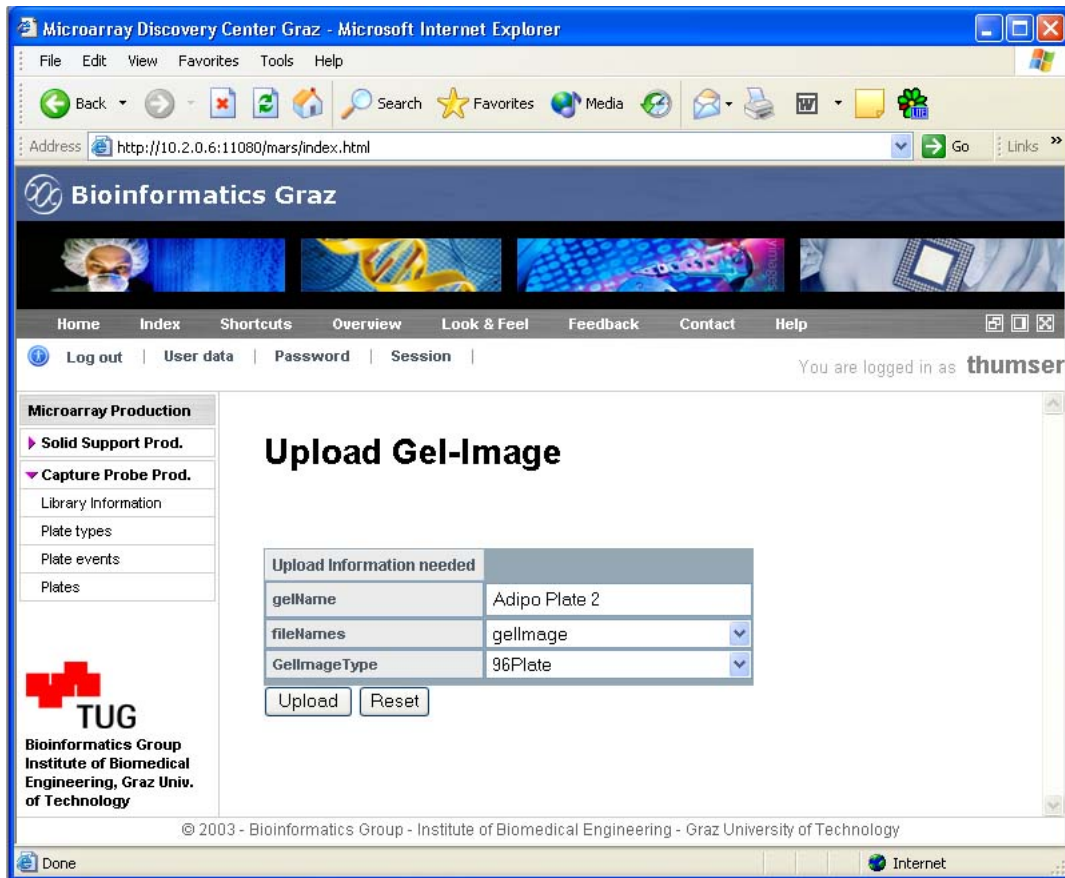 Microarray Discovery Center Graz - Microsoft Internet Explorer
File Edit View Favorites Tools Help
Back Search Favorites Media
Address http://10.2.0.6:11080/mars/index.html Go Links »
Bioinformatics Graz
Home Index Shortcuts Overview Look & Feel Feedback Contact Help
Log out | User data | Password | Session |
You are logged in as thumser
Microarray Production
Solid Support Prod.
Capture Probe Prod.
Library Information
Plate types
Plate events
Plates
Upload Gel-Image
Upload Information needed
gelName Adipo Plate 2
fileNames gelImage
GelImageType 96Plate
Upload Reset
TUG
Bioinformatics Group
Institute of Biomedical
Engineering, Graz Univ.
of Technology
© 2003 - Bioinformatics Group - Institute of Biomedical Engineering - Graz University of Technology
Done Internet